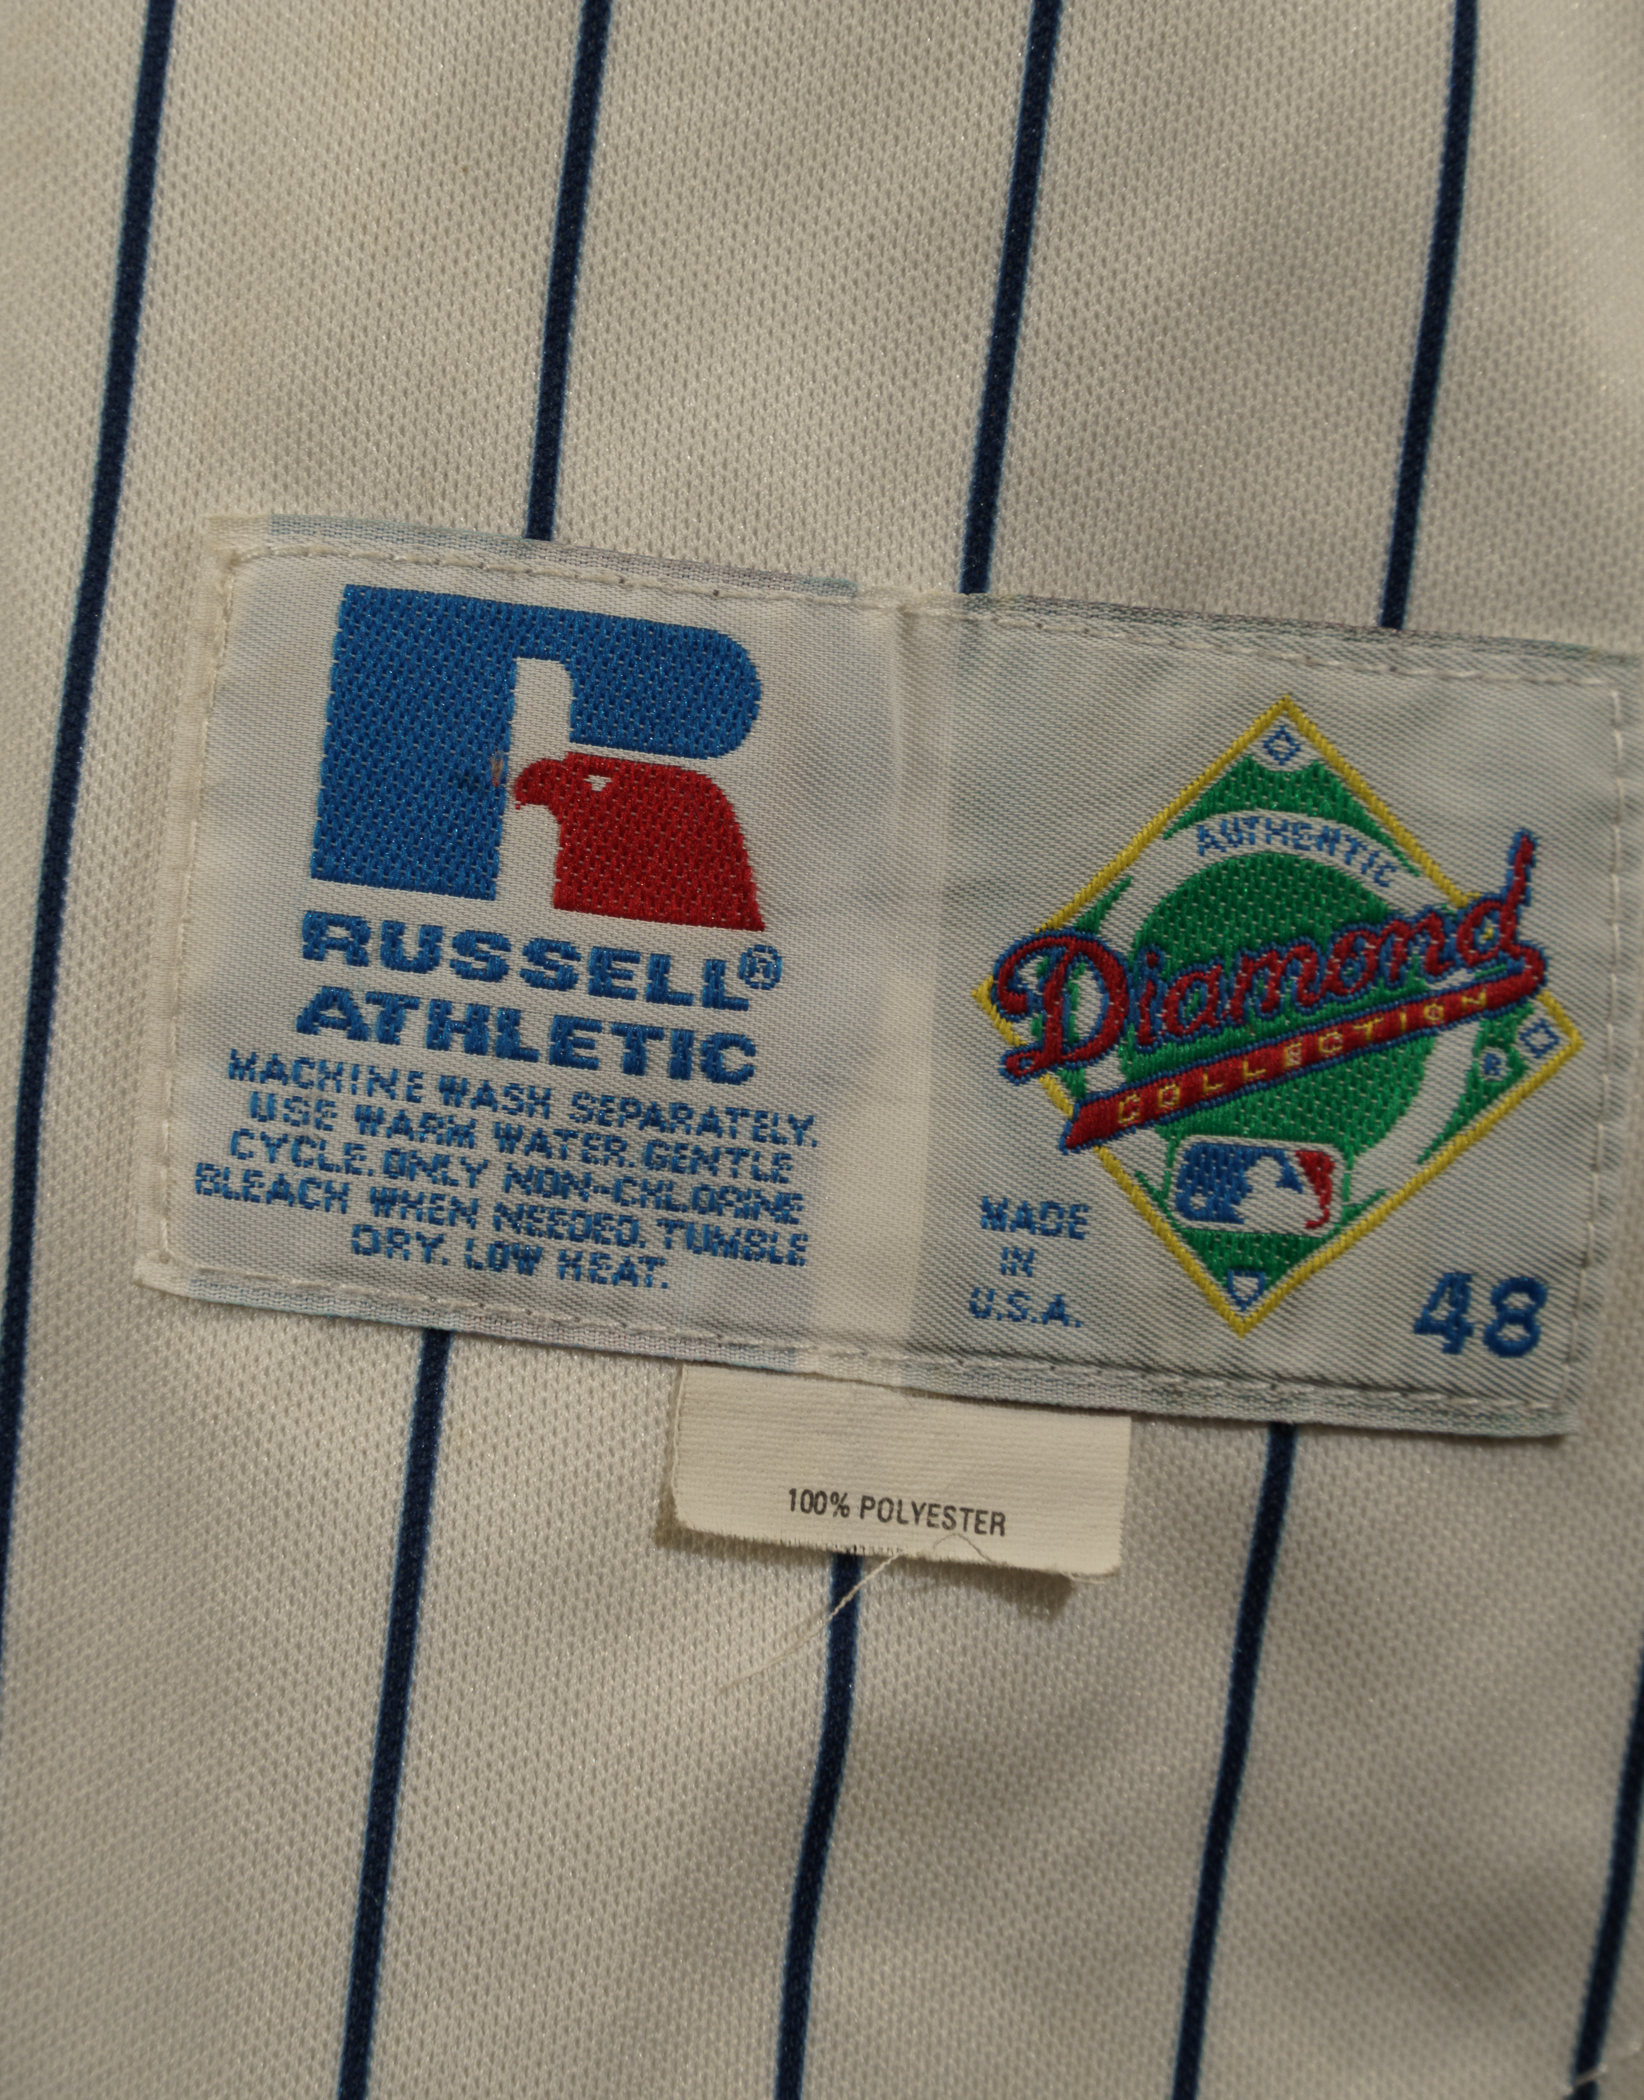 RUSSELL®
ATHLETIC
MACHINE WASH SEPARATELY.
USE WARM WATER. GENTLE
CYCLE. ONLY NON-CHLORINE
BLEACH WHEN NEEDED. TUMBLE
DRY. LOW HEAT.
AUTHENTIC
Diamond
COLLECTION
®
MADE
IN
U.S.A.
48
100% POLYESTER